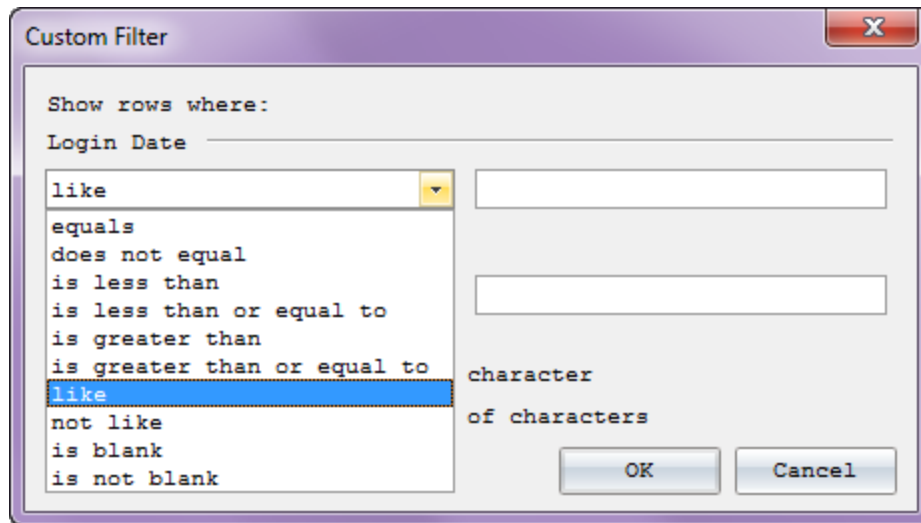 Custom Filter
Show rows where:
Login Date
like
equals
does not equal
is less than
is less than or equal to
is greater than
is greater than or equal to
like
not like
is blank
is not blank
character
of characters
OK
Cancel